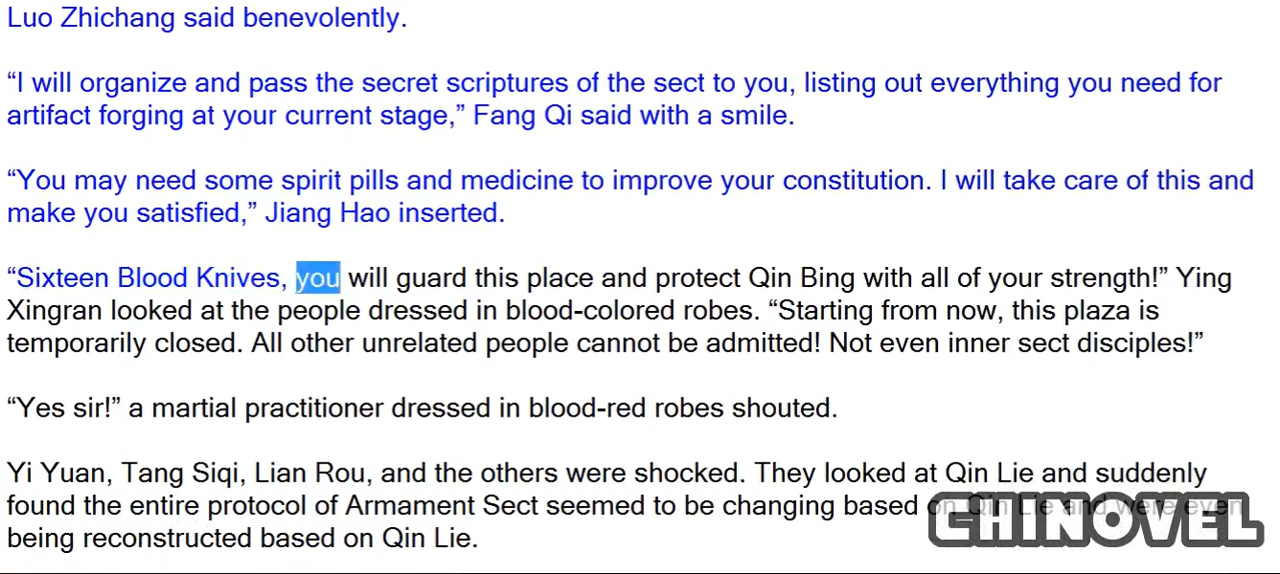 Luo Zhichang said benevolently.
“I will organize and pass the secret scriptures of the sect to you, listing out everything you need for
artifact forging at your current stage,” Fang Qi said with a smile.
“You may need some spirit pills and medicine to improve your constitution. I will take care of this and
make you satisfied,” Jiang Hao inserted.
“Sixteen Blood Knives, you will guard this place and protect Qin Bing with all of your strength!” Ying
Xingran looked at the people dressed in blood-colored robes. “Starting from now, this plaza is
temporarily closed. All other unrelated people cannot be admitted! Not even inner sect disciples!”
“Yes sir!” a martial practitioner dressed in blood-red robes shouted.
Yi Yuan, Tang Siqi, Lian Rou, and the others were shocked. They looked at Qin Lie and suddenly
found the entire protocol of Armament Sect seemed to be changing based on Qin Lie and were even
being reconstructed based on Qin Lie.
CHINOVEL